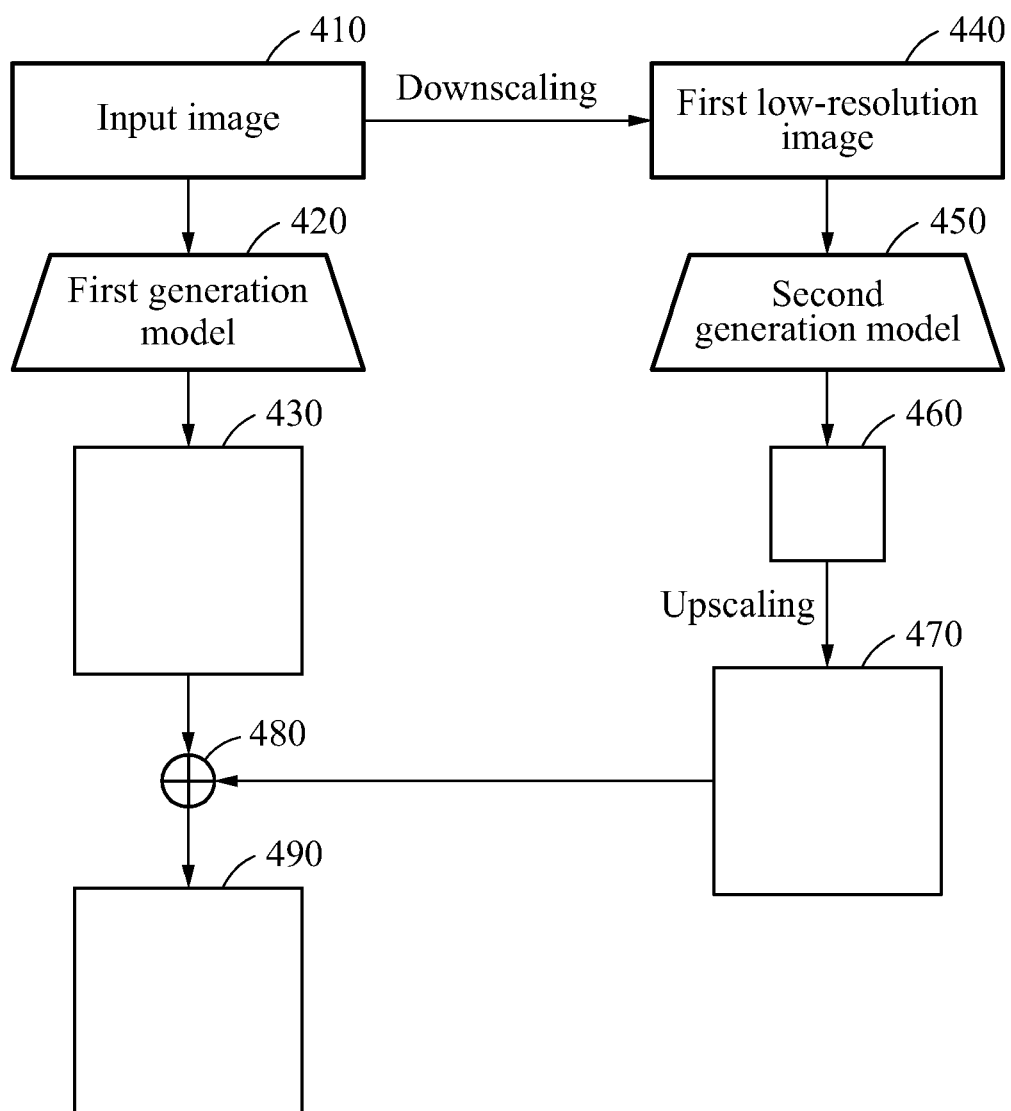 410
440
Downscaling
Input image
First low-resolution
image
420
450
First generation
model
Second
generation model
430
460
Upscaling
470
480
490